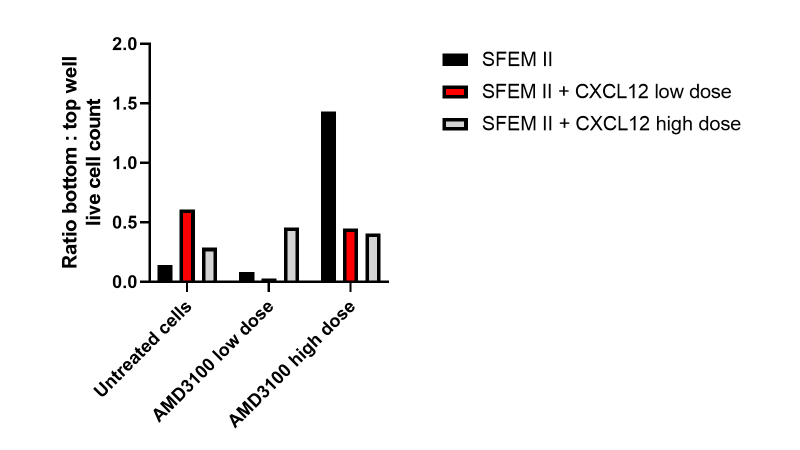 Ratio bottom : top well
live cell count
2.0
1.5
1.0
0.5
0.0
Untreated cells
AMD3100 low dose
AMD3100 high dose
SFEM II
SFEM II + CXCL12 low dose
SFEM II + CXCL12 high dose